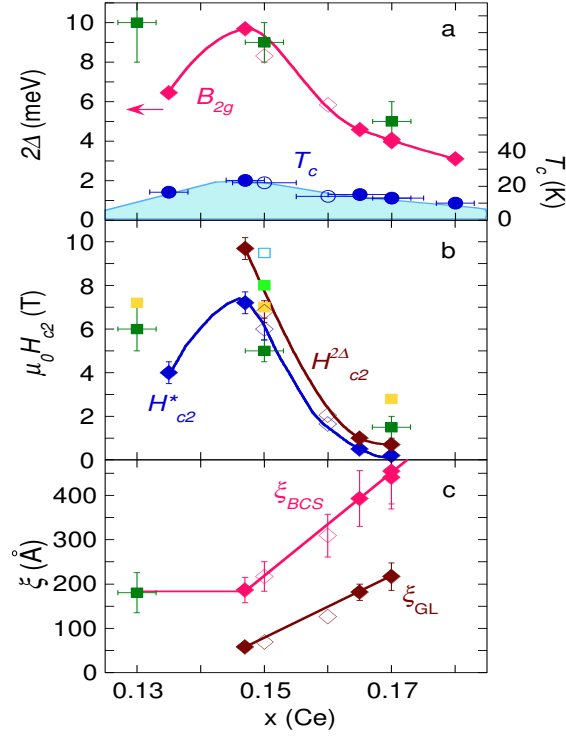 a
10
8
6
4
2
0
2Δ (meV)
B2g
Tc
40
20
0
Tc (K)
b
10
8
6
4
2
0
μ0Hc2 (T)
H*c2
H2Δc2
c
400
300
200
100
0
ξ (Å)
ξBCS
ξGL
0.13
0.15
0.17
x (Ce)